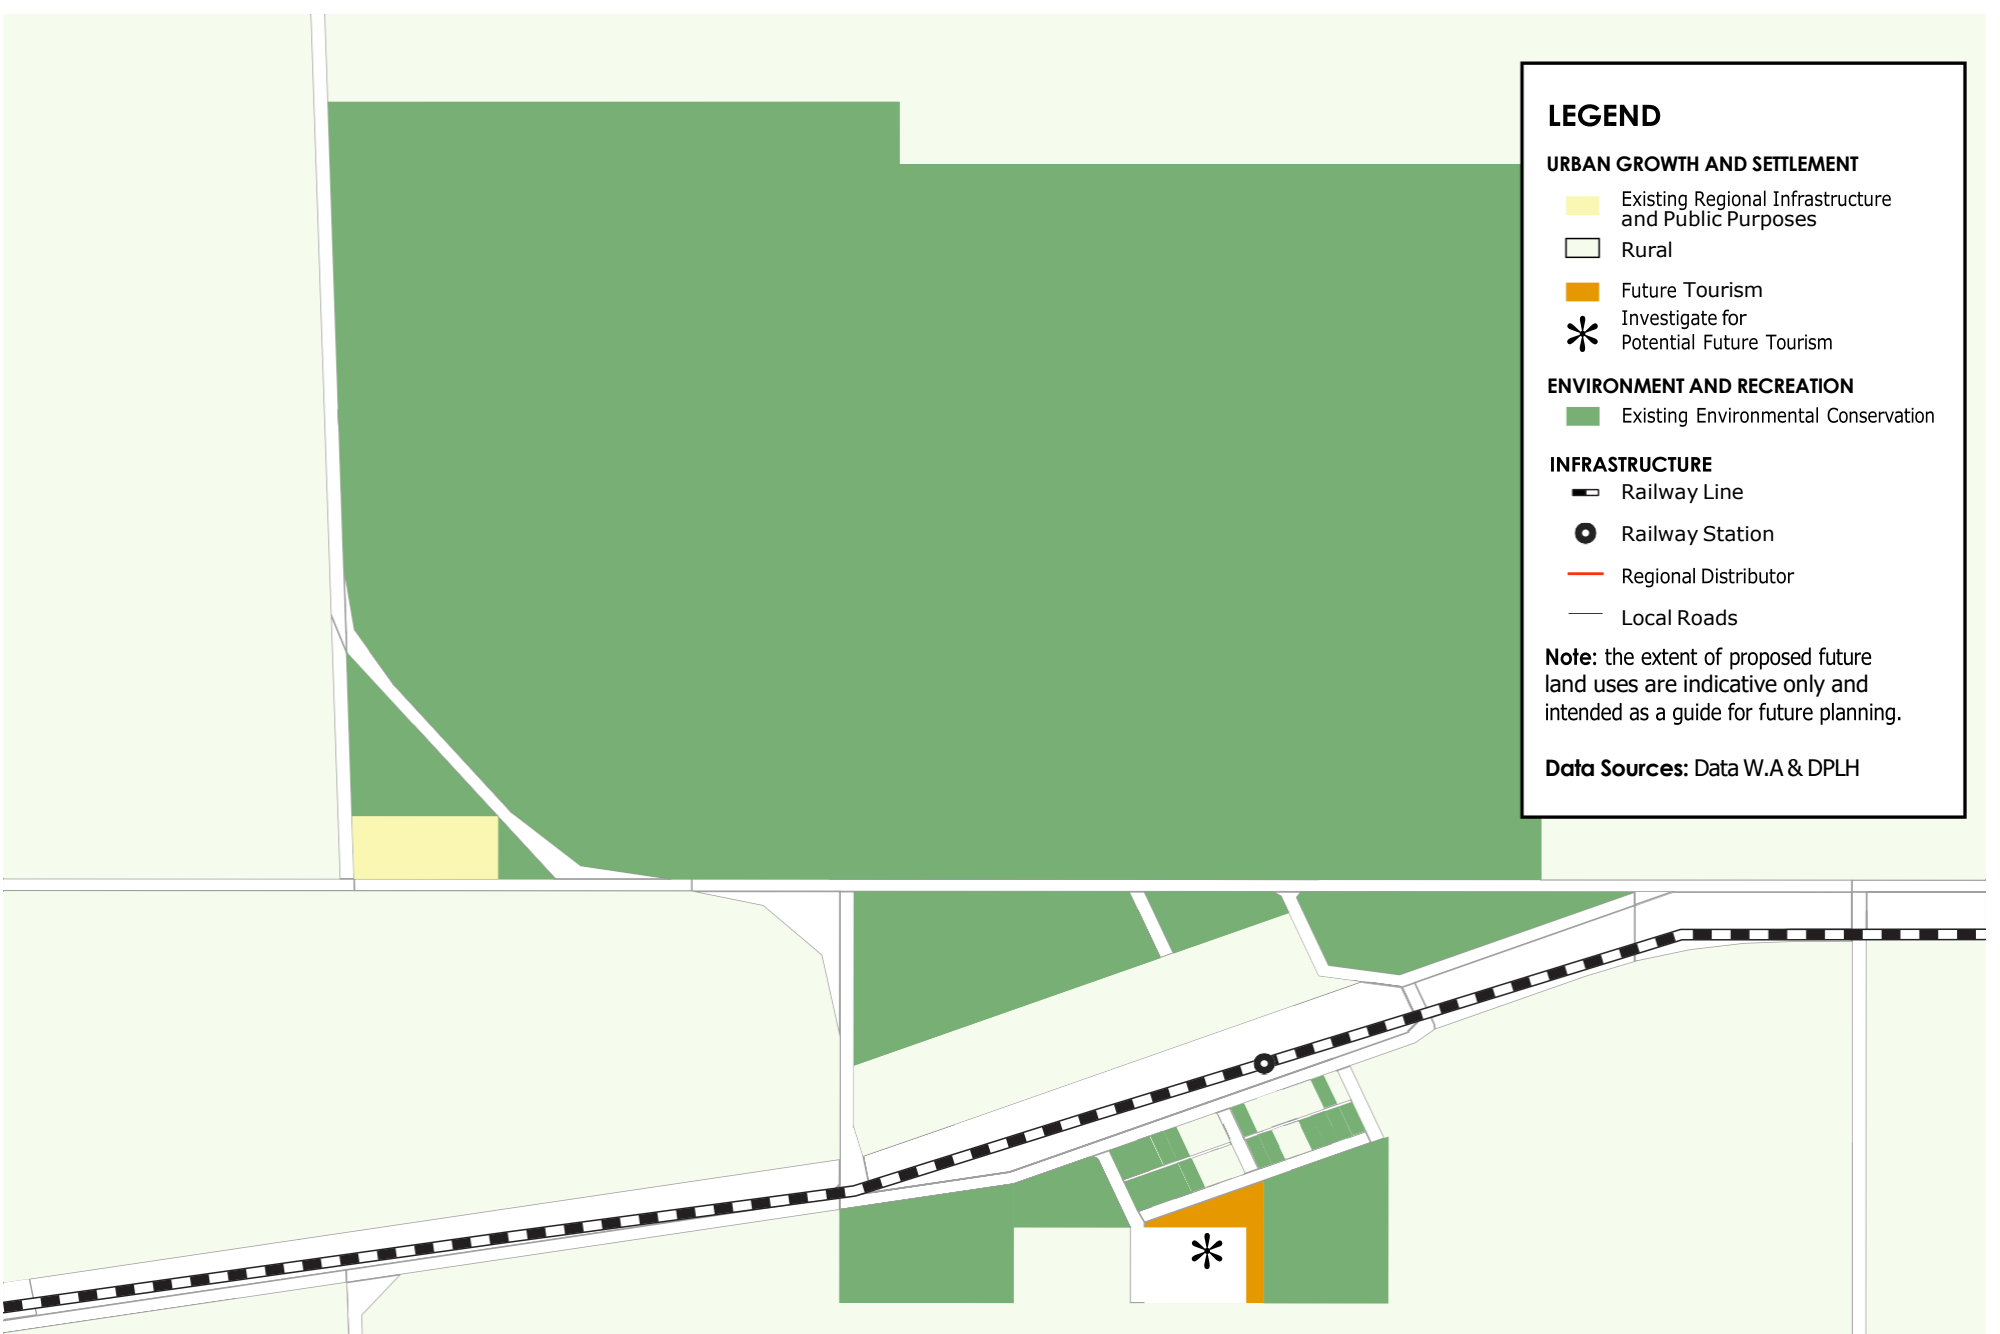 LEGEND
URBAN GROWTH AND SETTLEMENT
Existing Regional Infrastructure
and Public Purposes
Rural
Future Tourism
Investigate for
Potential Future Tourism
ENVIRONMENT AND RECREATION
Existing Environmental Conservation
INFRASTRUCTURE
Railway Line
Railway Station
Regional Distributor
Local Roads
Note: the extent of proposed future
land uses are indicative only and
intended as a guide for future planning.
Data Sources: Data W.A & DPLH